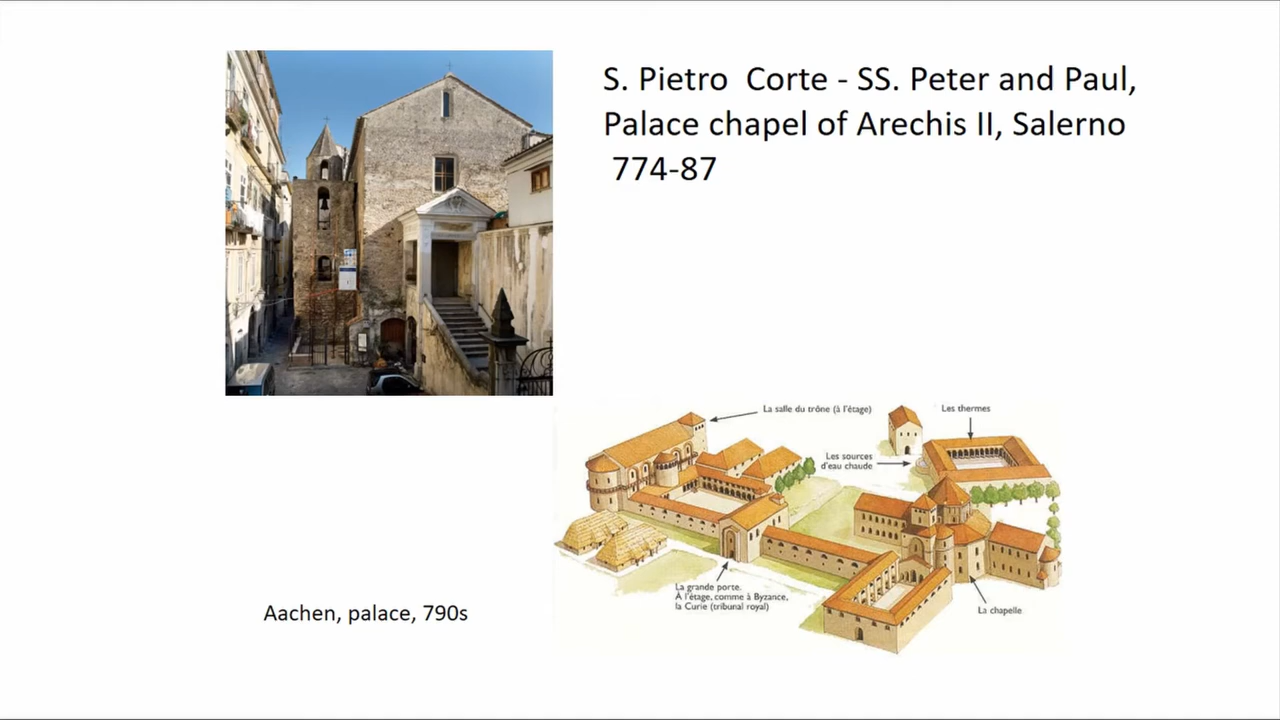 S. Pietro  Corte - SS. Peter and Paul,
Palace chapel of Arechis II, Salerno
774-87
La salle du trône (à l'étage)
Les thermes
Les sources
d'eau chaude
La grande porte.
À l'étage, comme à Byzance,
la Curie (tribunal royal)
La chapelle
Aachen, palace, 790s